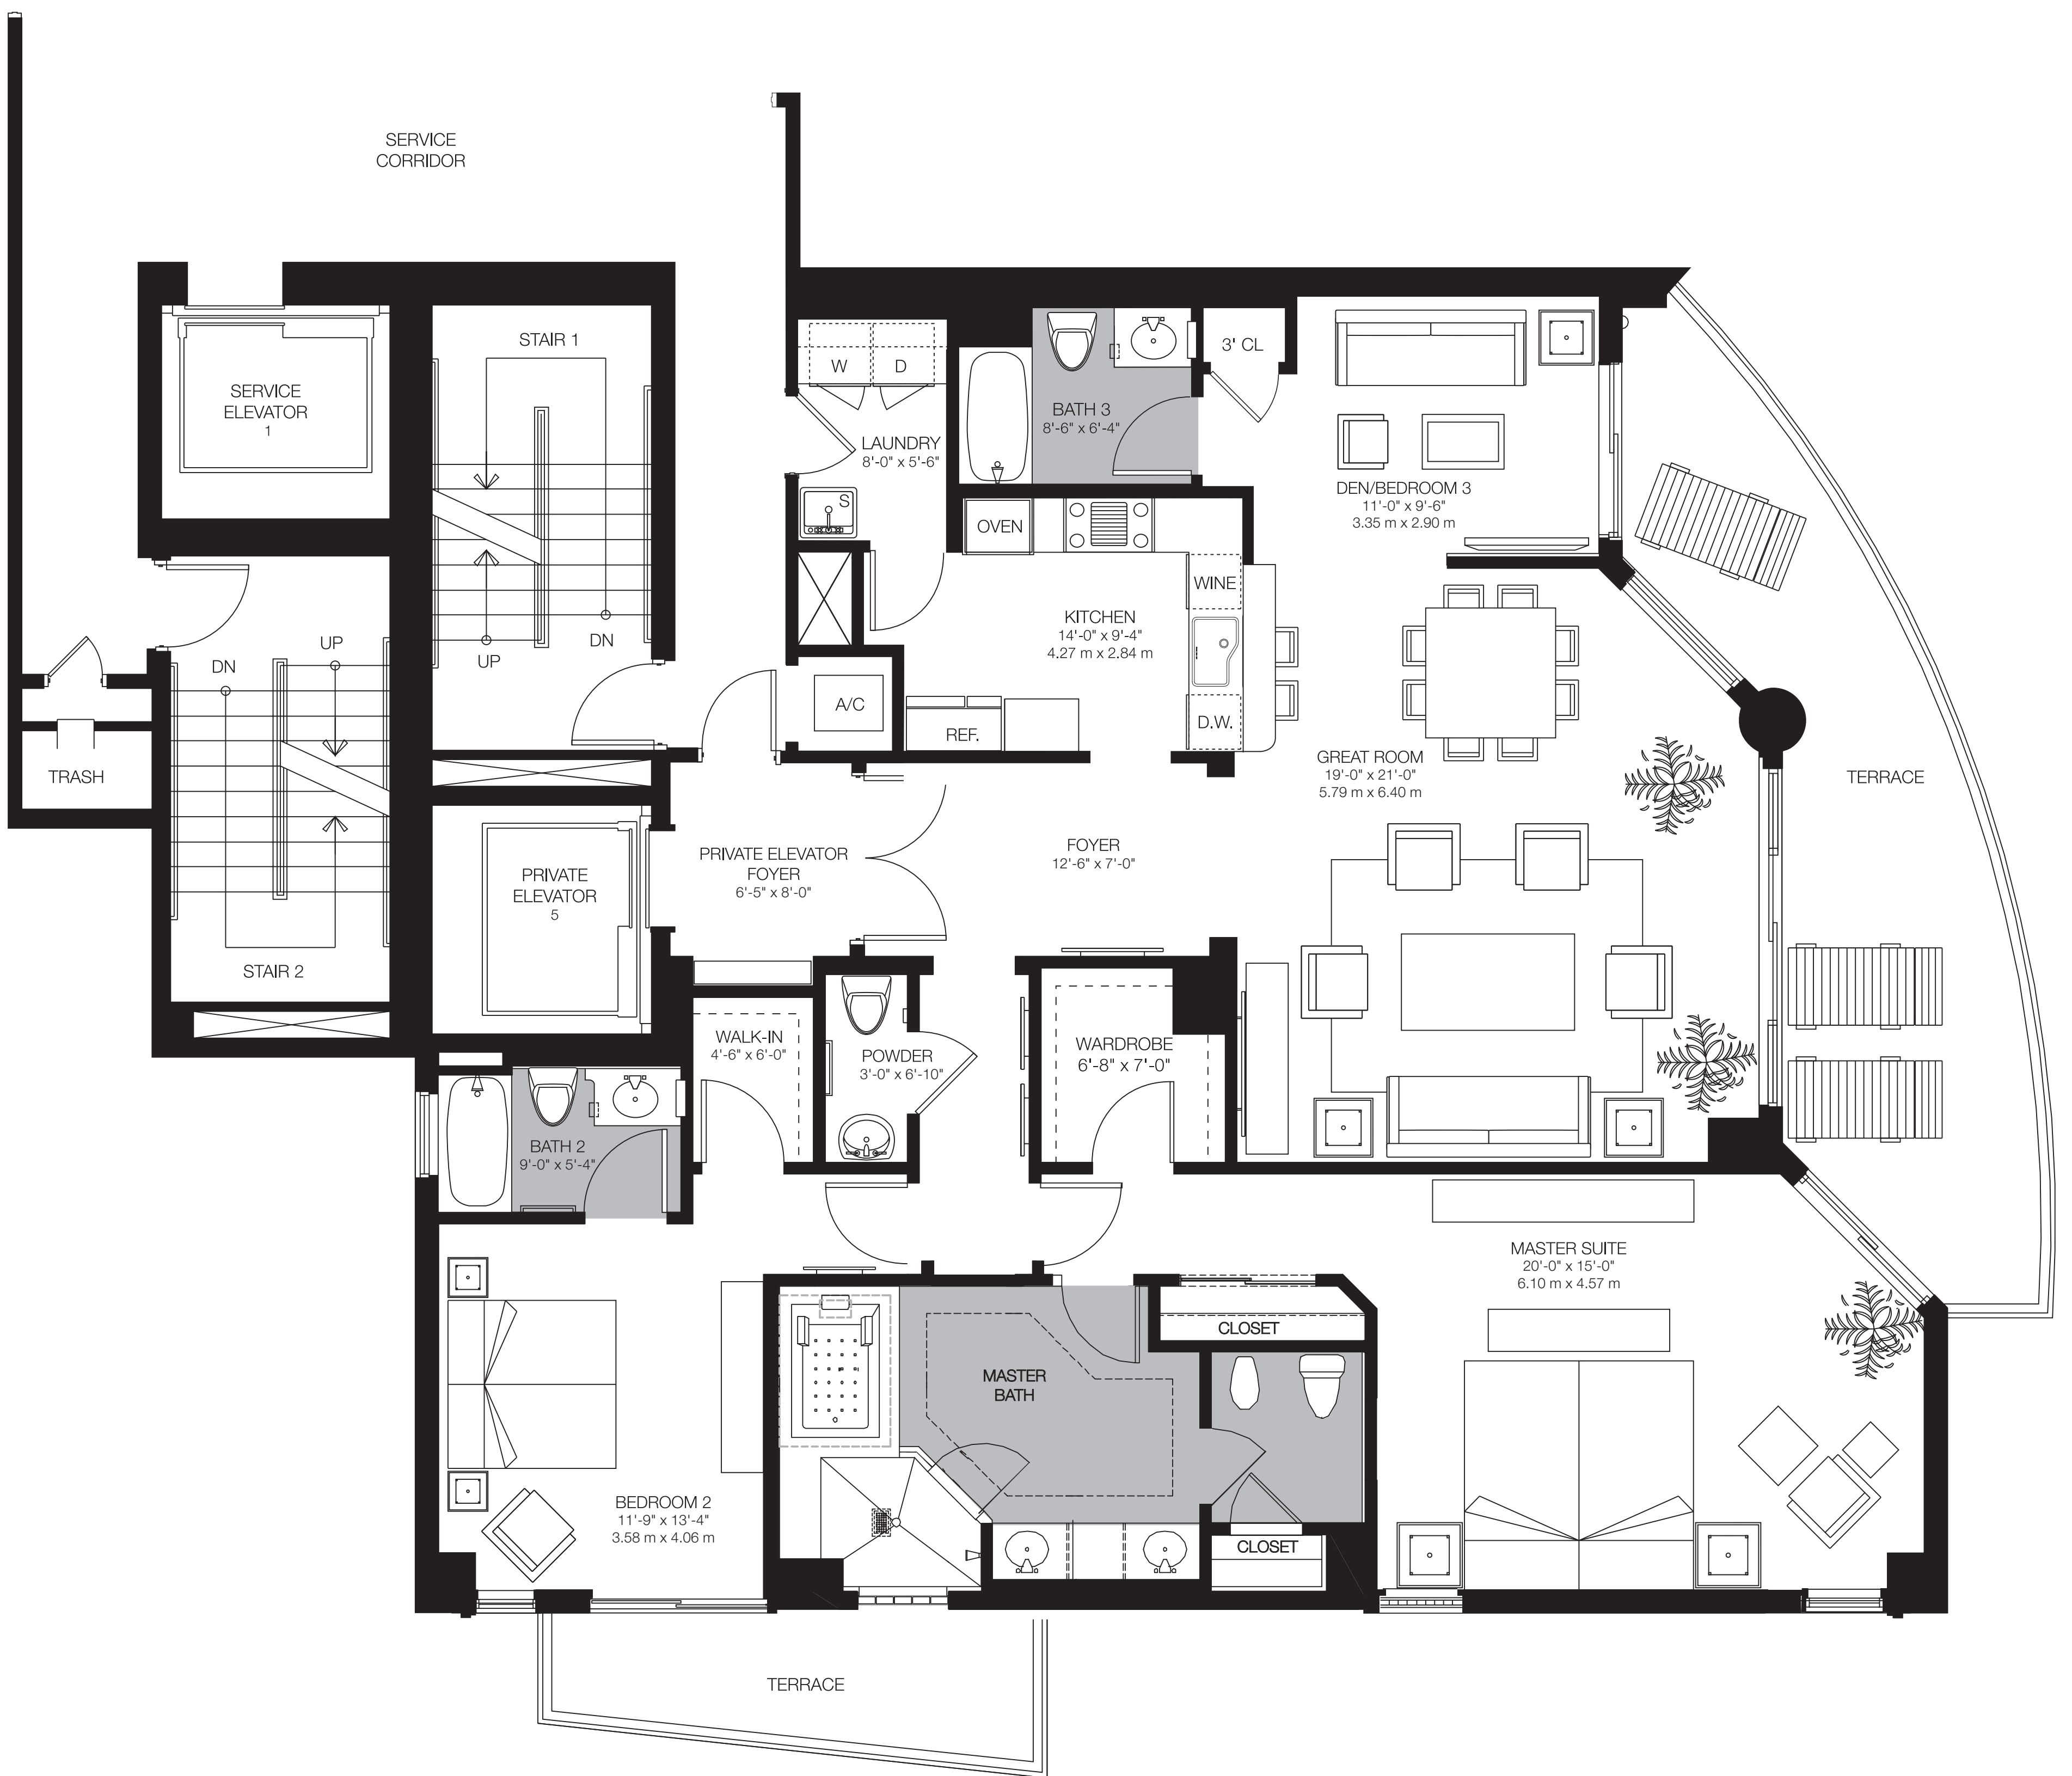 SERVICE
CORRIDOR
STAIR 1
SERVICE
ELEVATOR
1
W
D
3' CL
BATH 3
8'-6" x 6'-4"
LAUNDRY
8'-0" x 5'-6"
S
OVEN
DEN/BEDROOM 3
11'-0" x 9'-6"
3.35 m x 2.90 m
WINE
KITCHEN
14'-0" x 9'-4"
4.27 m x 2.84 m
UP
DN
UP
DN
A/C
REF.
D.W.
TRASH
GREAT ROOM
19'-0" x 21'-0"
5.79 m x 6.40 m
TERRACE
PRIVATE ELEVATOR
FOYER
6'-5" x 8'-0"
FOYER
12'-6" x 7'-0"
PRIVATE
ELEVATOR
5
STAIR 2
WALK-IN
4'-6" x 6'-0"
POWDER
3'-0" x 6'-10"
WARDROBE
6'-8" x 7'-0"
BATH 2
9'-0" x 5'-4"
MASTER SUITE
20'-0" x 15'-0"
6.10 m x 4.57 m
CLOSET
MASTER
BATH
BEDROOM 2
11'-9" x 13'-4"
3.58 m x 4.06 m
CLOSET
TERRACE